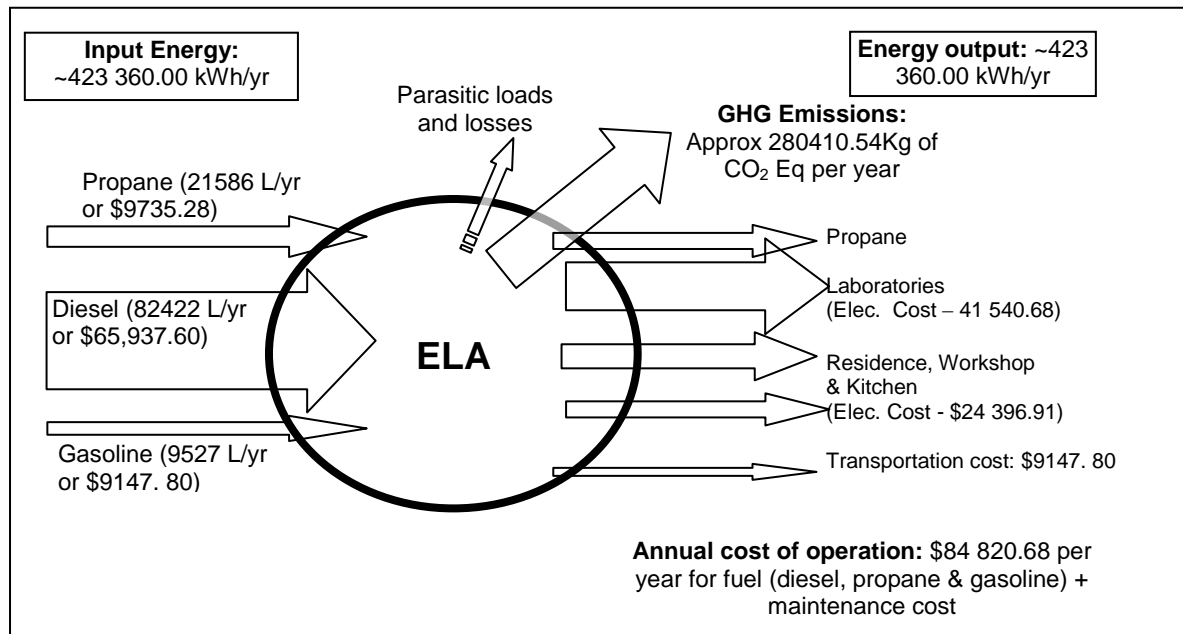 Input Energy:
~423 360.00 kWh/yr
Energy output: ~423
360.00 kWh/yr
Parasitic loads
and losses
GHG Emissions:
Approx 280410.54Kg of
CO₂ Eq per year
Propane (21586 L/yr
or $9735.28)
Diesel (82422 L/yr
or $65,937.60)
Gasoline (9527 L/yr
or $9147. 80)
ELA
Propane
Laboratories
(Elec. Cost – 41 540.68)
Residence, Workshop
& Kitchen
(Elec. Cost - $24 396.91)
Transportation cost: $9147. 80
Annual cost of operation: $84 820.68 per
year for fuel (diesel, propane & gasoline) +
maintenance cost